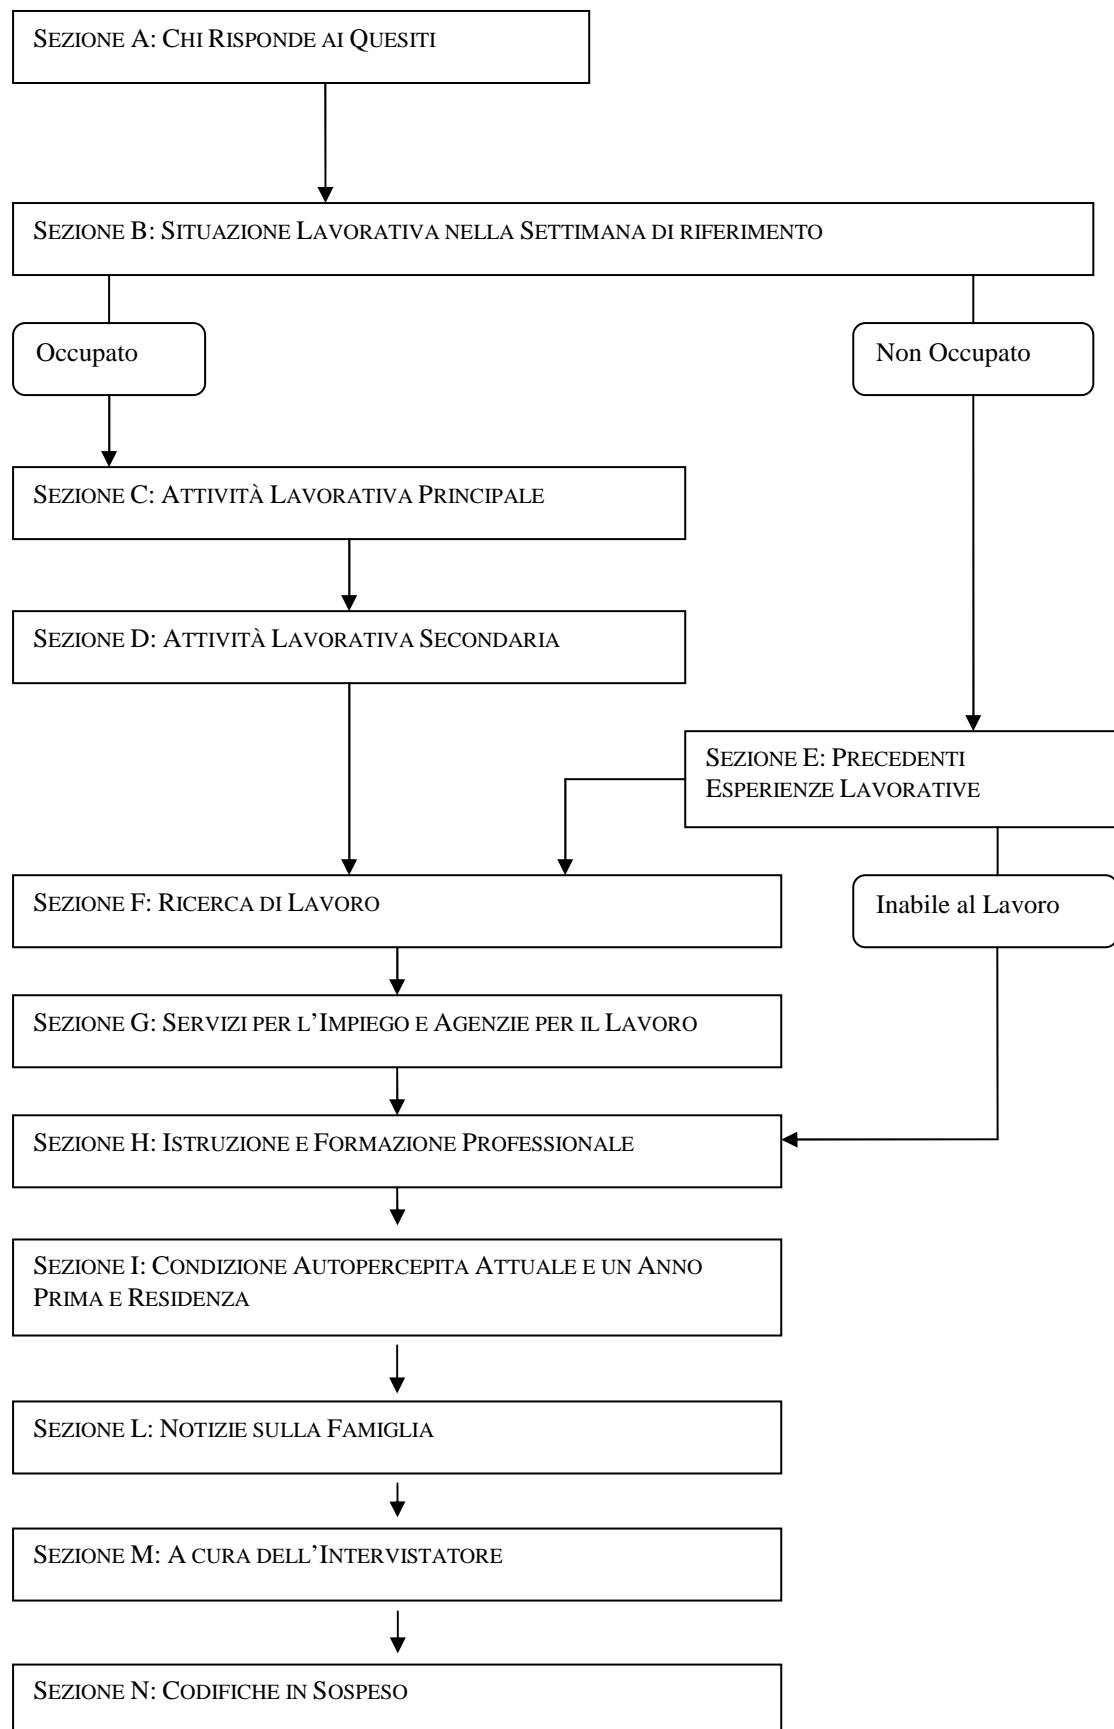 SEZIONE A: CHI RISPONDE AI QUESITI
SEZIONE B: SITUAZIONE LAVORATIVA NELLA SETTIMANA DI RIFERIMENTO
Occupato
Non Occupato
SEZIONE C: ATTIVITÀ LAVORATIVA PRINCIPALE
SEZIONE D: ATTIVITÀ LAVORATIVA SECONDARIA
SEZIONE E: PRECEDENTI
ESPERIENZE LAVORATIVE
SEZIONE F: RICERCA DI LAVORO
Inabile al Lavoro
SEZIONE G: SERVIZI PER L’IMPIEGO E AGENZIE PER IL LAVORO
SEZIONE H: ISTRUZIONE E FORMAZIONE PROFESSIONALE
SEZIONE I: CONDIZIONE AUTOPERCEPITA ATTUALE E UN ANNO
PRIMA E RESIDENZA
SEZIONE L: NOTIZIE SULLA FAMIGLIA
SEZIONE M: A CURA DELL’INTERVISTATORE
SEZIONE N: CODIFICHE IN SOSPESO